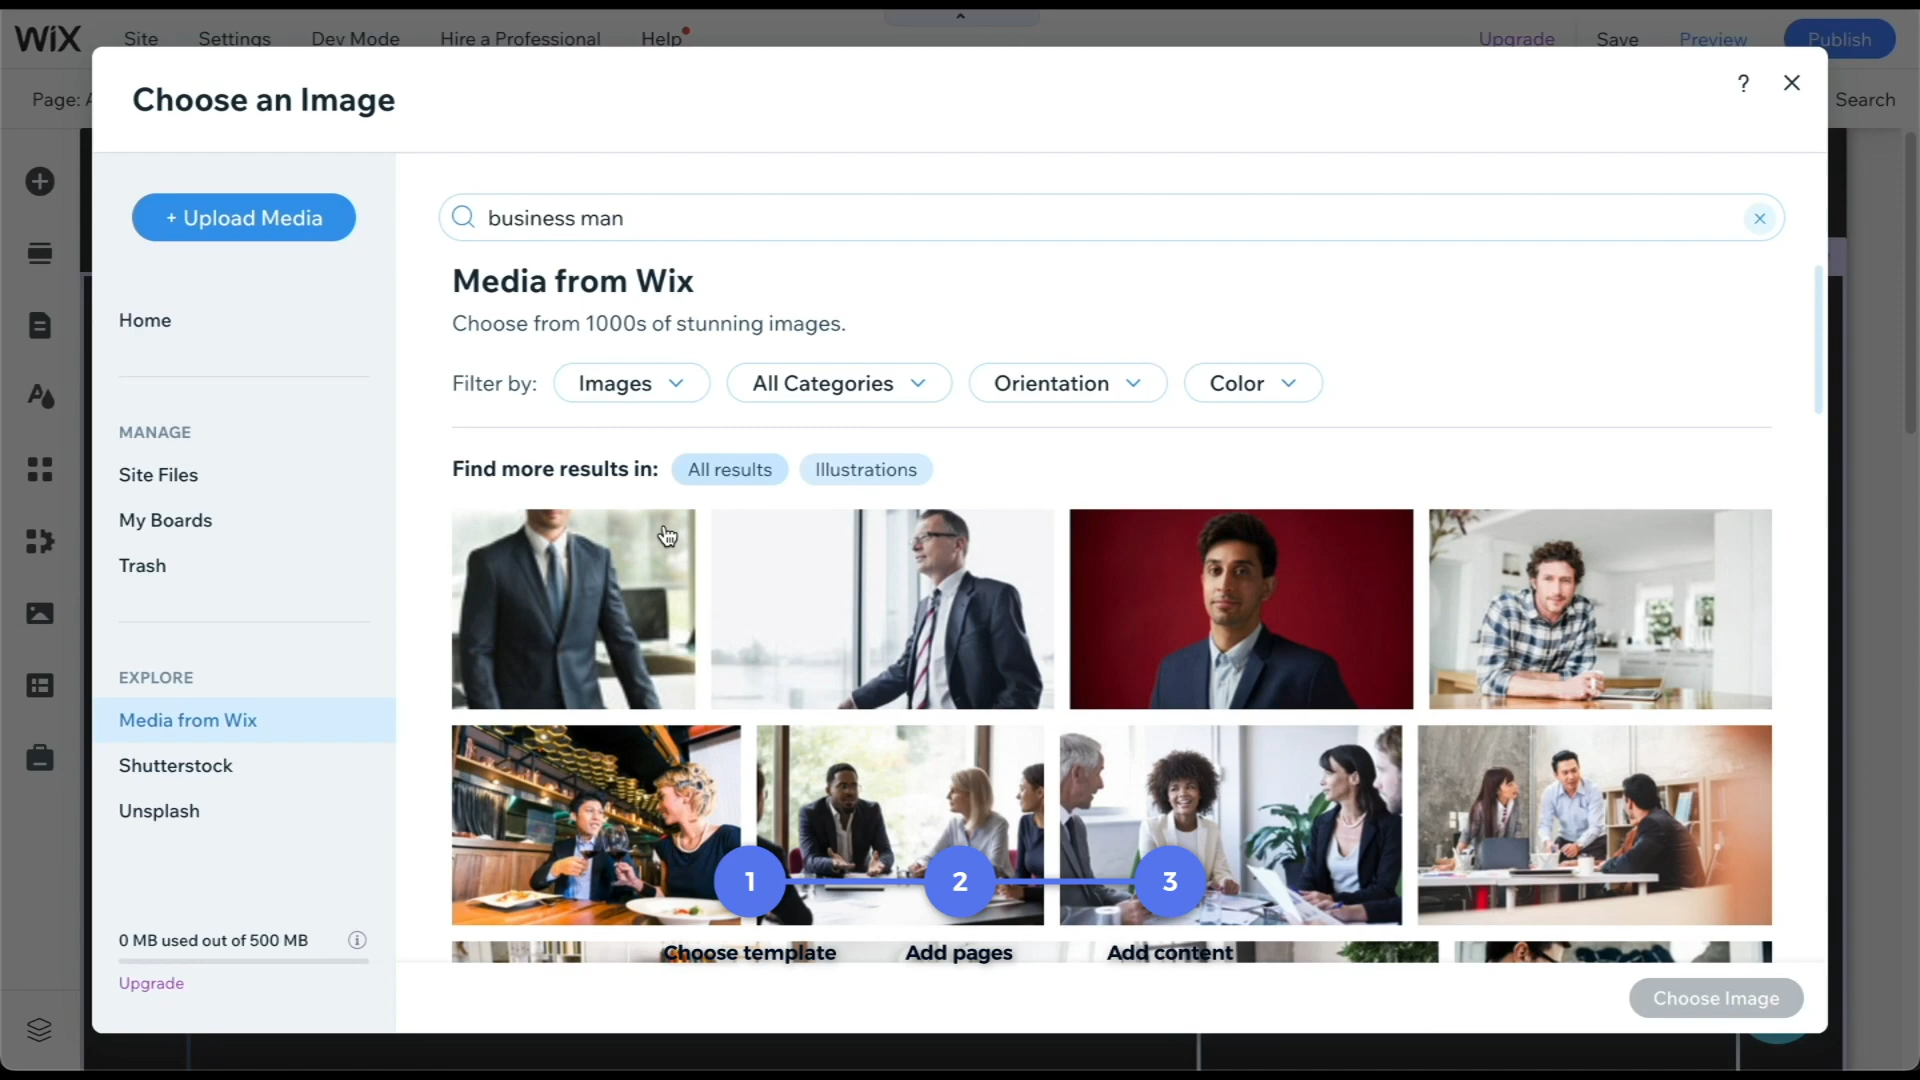 WiX Site Settings Dev Mode Hire a Professional Help Upgrade Save Preview Publish
Page: A Search
Choose an Image ?
+ Upload Media
business man
Home
Media from Wix
Choose from 1000s of stunning images.
Filter by: Images All Categories Orientation Color
MANAGE
Site Files
My Boards
Trash
Find more results in: All results Illustrations
EXPLORE
Media from Wix
Shutterstock
Unsplash
1 2 3
Choose template Add pages Add content
0 MB used out of 500 MB
Upgrade
Choose Image